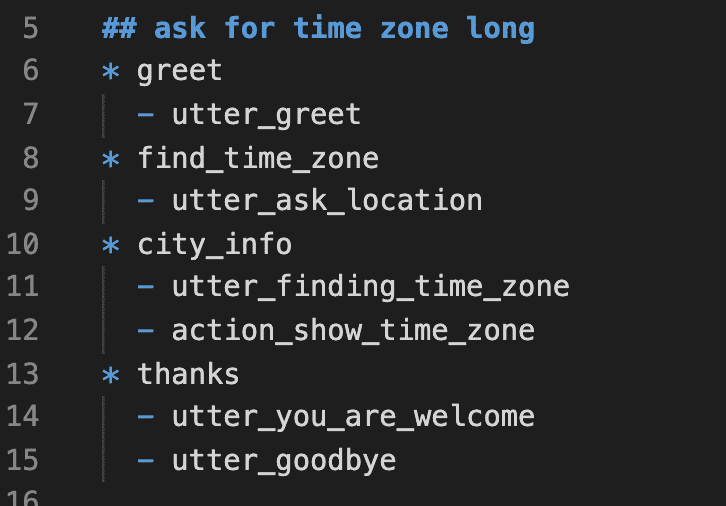 5 ## ask for time zone long
6 * greet
7 - utter_greet
8 * find_time_zone
9 - utter_ask_location
10 * city_info
11 - utter_finding_time_zone
12 - action_show_time_zone
13 * thanks
14 - utter_you_are_welcome
15 - utter_goodbye
16